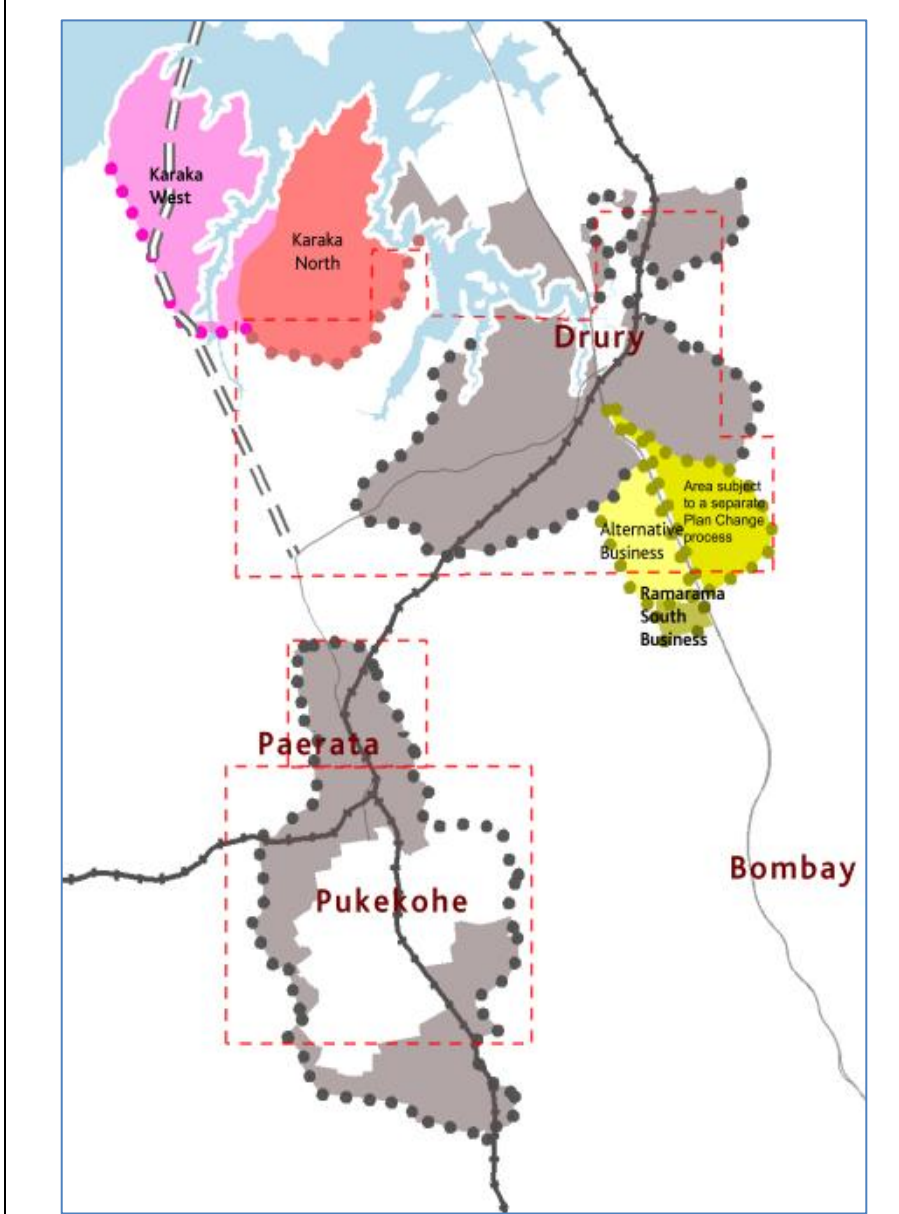 Karaka
West
Karaka
North
Drury
Area subject
to a separate
Plan Change
process
Alternative
Business
Ramarama
South
Business
Paerata
Bombay
Pukekohe